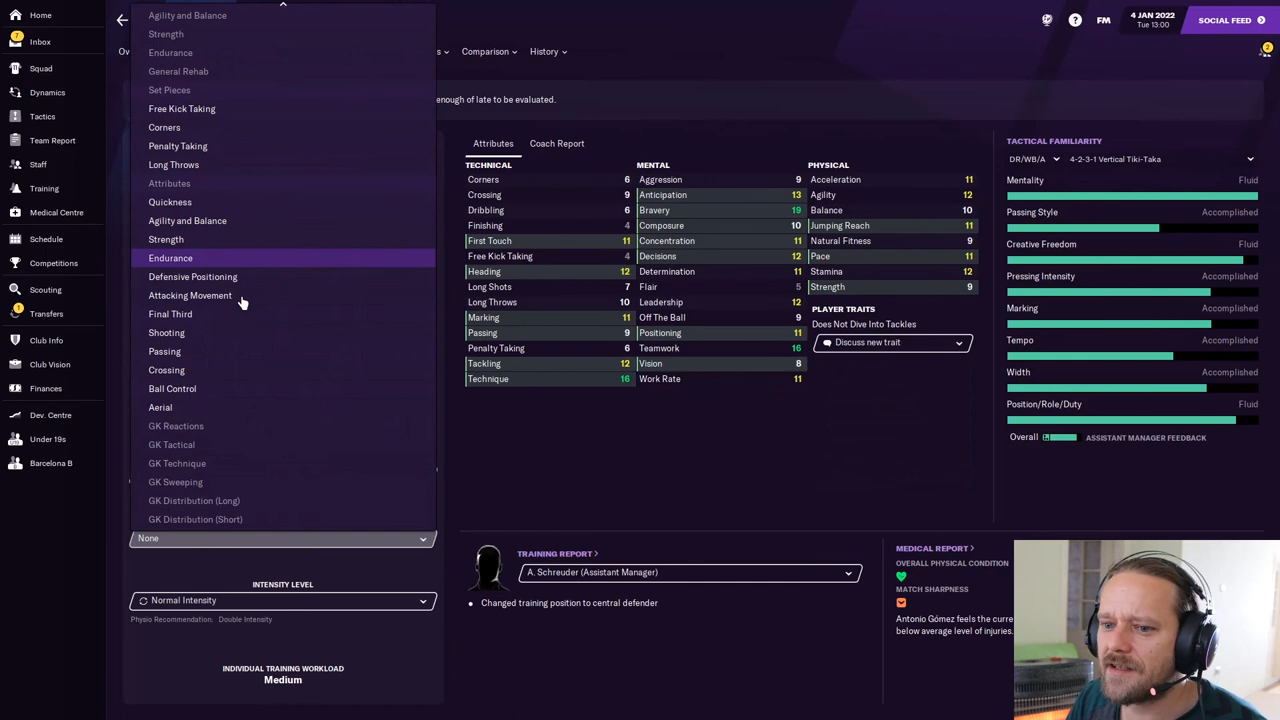 Home
7
Inbox
Squad
Dynamics
Tactics
Team Report
Staff
Training
Medical Centre
Schedule
Competitions
Scouting
1
Transfers
Club Info
Club Vision
Finances
Dev. Centre
Under 19s
Barcelona B
Ov
s
Comparison
History
?
FM
4 JAN 2022
Tue 13:00
SOCIAL FEED
2
enough of late to be evaluated.
Agility and Balance
Strength
Endurance
General Rehab
Set Pieces
Free Kick Taking
Corners
Penalty Taking
Long Throws
Attributes
Quickness
Agility and Balance
Strength
Endurance
Defensive Positioning
Attacking Movement
Final Third
Shooting
Passing
Crossing
Ball Control
Aerial
GK Reactions
GK Tactical
GK Technique
GK Sweeping
GK Distribution (Long)
GK Distribution (Short)
None
INTENSITY LEVEL
Normal Intensity
Physio Recommendation: Double Intensity
INDIVIDUAL TRAINING WORKLOAD
Medium
Attributes Coach Report
TECHNICAL
Corners 6
Crossing 9
Dribbling 6
Finishing 4
First Touch 11
Free Kick Taking 4
Heading 12
Long Shots 7
Long Throws 10
Marking 11
Passing 9
Penalty Taking 6
Tackling 12
Technique 16
MENTAL
Aggression 9
Anticipation 13
Bravery 19
Composure 10
Concentration 11
Decisions 12
Determination 11
Flair 5
Leadership 12
Off The Ball 9
Positioning 11
Teamwork 16
Vision 8
Work Rate 11
PHYSICAL
Acceleration 11
Agility 12
Balance 10
Jumping Reach 11
Natural Fitness 9
Pace 11
Stamina 12
Strength 9
PLAYER TRAITS
Does Not Dive Into Tackles
Discuss new trait
TACTICAL FAMILIARITY
DR/WB/A 4-2-3-1 Vertical Tiki-Taka
Mentality Fluid
Passing Style Accomplished
Creative Freedom Accomplished
Pressing Intensity Accomplished
Marking Accomplished
Tempo Accomplished
Width Accomplished
Position/Role/Duty Fluid
Overall ASSISTANT MANAGER FEEDBACK
TRAINING REPORT
A. Schreuder (Assistant Manager)
Changed training position to central defender
MEDICAL REPORT
OVERALL PHYSICAL CONDITION
MATCH SHARPNESS
Antonio Gómez feels the curre
below average level of injuries.